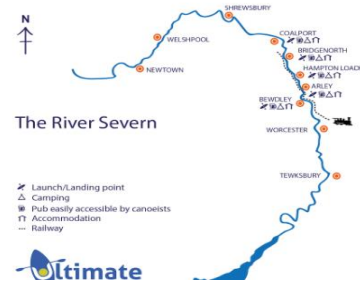 N
SHREWSBURY
COALPORT
WELSHPOOL
BRIDGENORTH
NEWTOWN
HAMPTON LOADE
ARLEY
BEWDLEY
The River Severn
WORCESTER
TEWKSBURY
Launch/Landing point
Camping
Pub easily accessible by canoeists
Accommodation
Railway
Ultimate